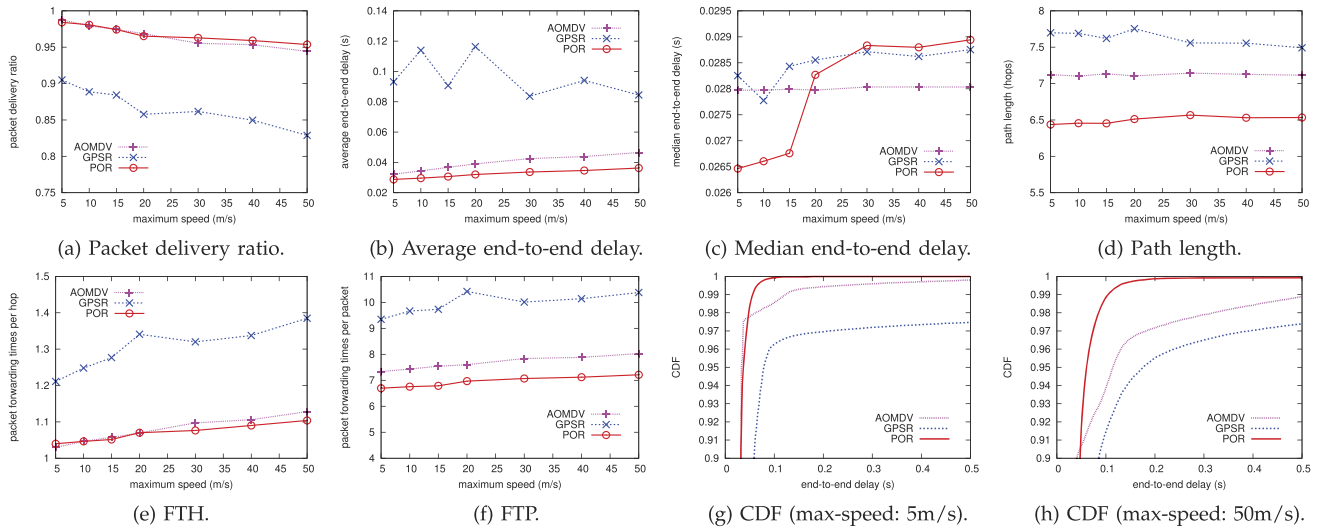 1
0.95
0.9
0.85
0.8
0.75
5
10
15
20
25
30
35
40
45
50
packet delivery ratio
maximum speed (m/s)
AOMDV
GPSR
POR
(a) Packet delivery ratio.
0.14
0.12
0.1
0.08
0.06
0.04
0.02
5
10
15
20
25
30
35
40
45
50
average end-to-end delay (s)
maximum speed (m/s)
AOMDV
GPSR
POR
(b) Average end-to-end delay.
0.0295
0.029
0.0285
0.028
0.0275
0.027
0.0265
0.026
5
10
15
20
25
30
35
40
45
50
median end-to-end delay (s)
maximum speed (m/s)
AOMDV
GPSR
POR
(c) Median end-to-end delay.
8
7.5
7
6.5
6
5.5
5
10
15
20
25
30
35
40
45
50
path length (hops)
maximum speed (m/s)
AOMDV
GPSR
POR
(d) Path length.
1.5
1.4
1.3
1.2
1.1
1
5
10
15
20
25
30
35
40
45
50
packet forwarding times per hop
maximum speed (m/s)
AOMDV
GPSR
POR
(e) FTH.
11
10
9
8
7
6
5
4
5
10
15
20
25
30
35
40
45
50
packet forwarding times per packet
maximum speed (m/s)
AOMDV
GPSR
POR
(f) FTP.
1
0.99
0.98
0.97
0.96
0.95
0.94
0.93
0.92
0.91
0.9
0
0.1
0.2
0.3
0.4
0.5
CDF
end-to-end delay (s)
AOMDV
GPSR
POR
(g) CDF (max-speed: 5m/s).
1
0.99
0.98
0.97
0.96
0.95
0.94
0.93
0.92
0.91
0.9
0
0.1
0.2
0.3
0.4
0.5
CDF
end-to-end delay (s)
AOMDV
GPSR
POR
(h) CDF (max-speed: 50m/s).